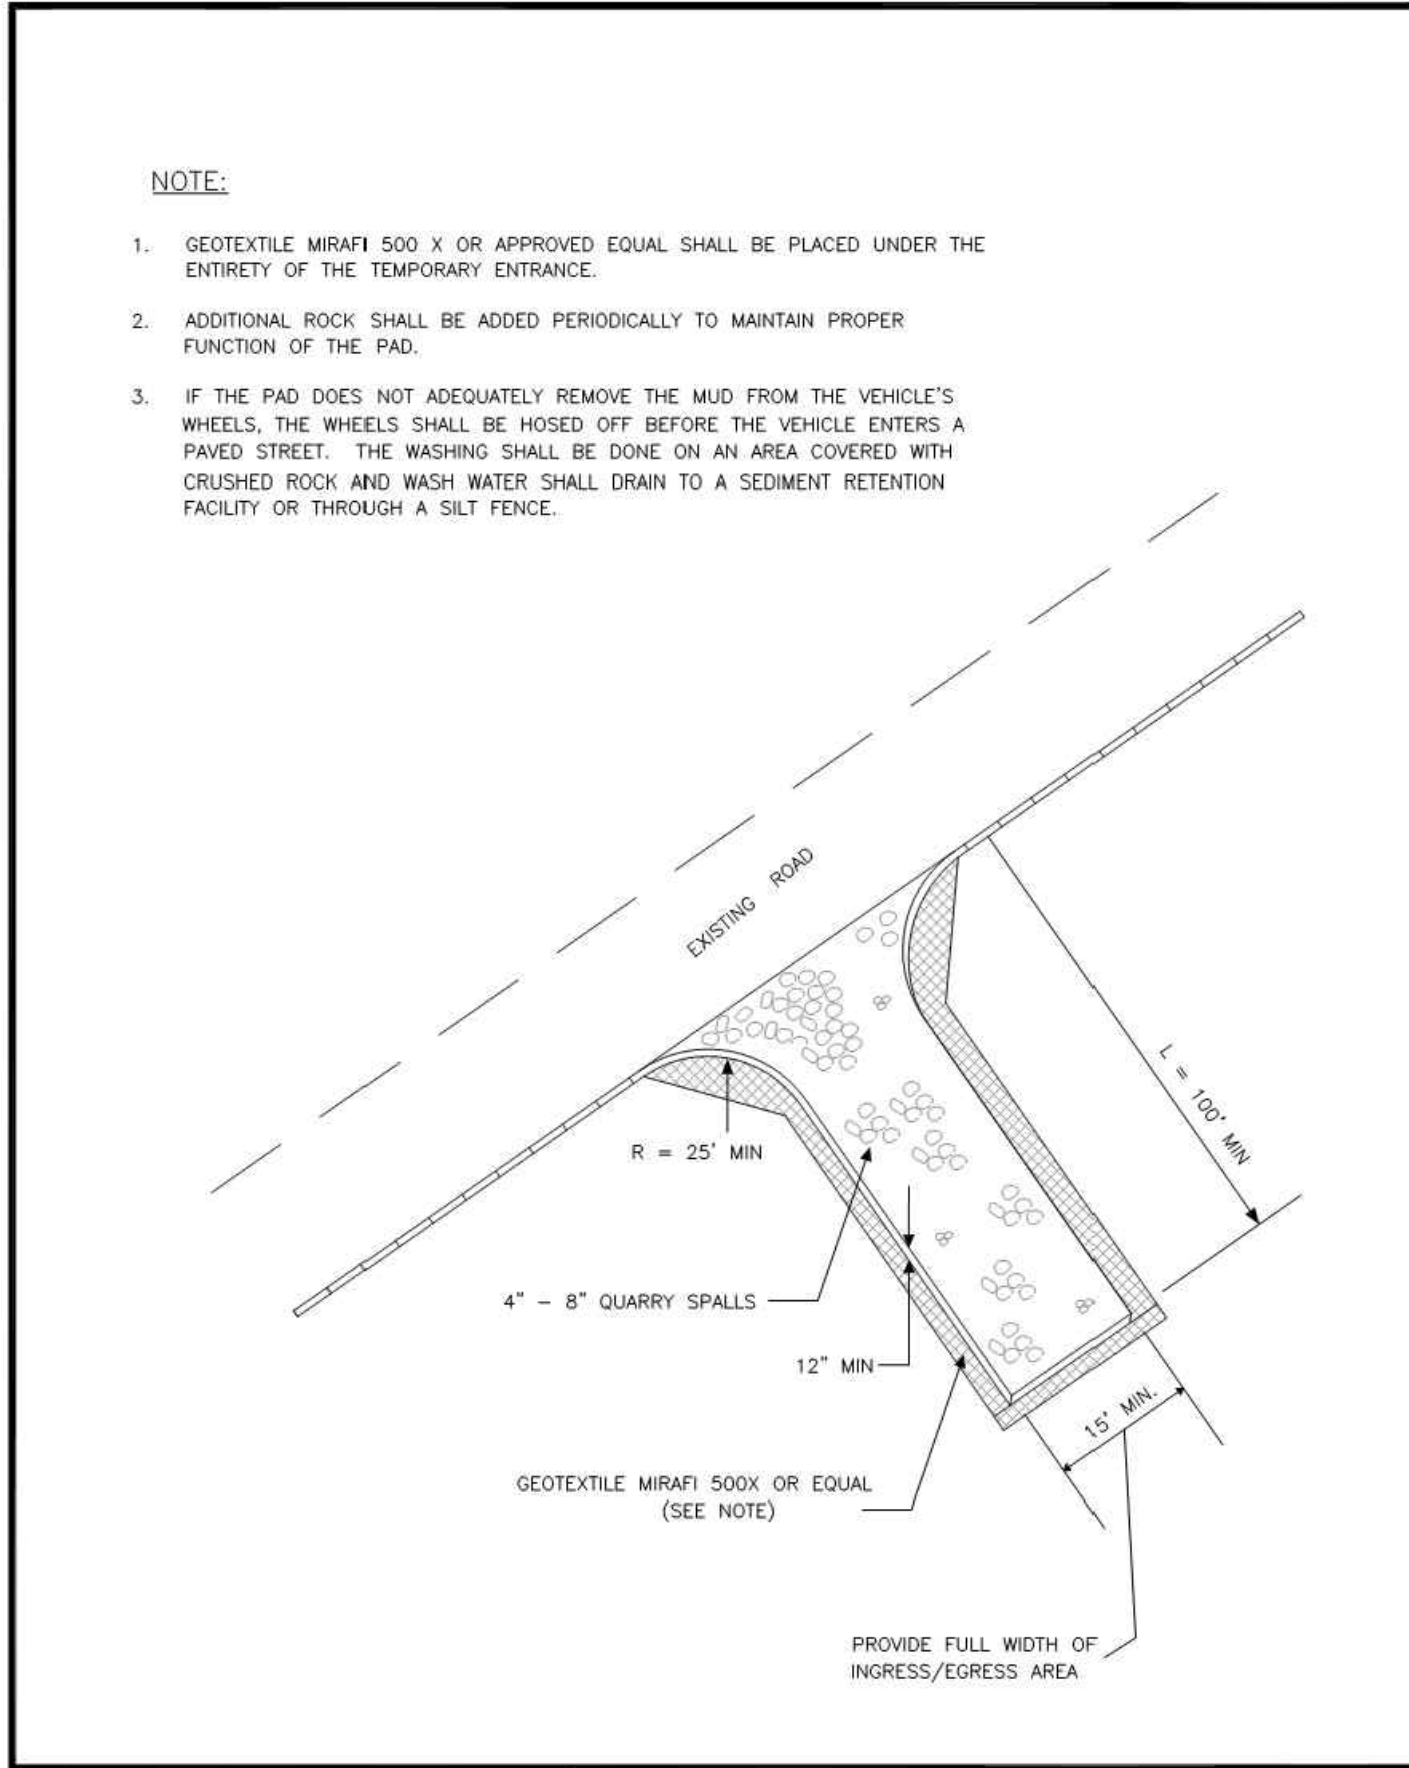 NOTE:
1. GEOTEXTILE MIRAFI 500 X OR APPROVED EQUAL SHALL BE PLACED UNDER THE
ENTIRETY OF THE TEMPORARY ENTRANCE.
2. ADDITIONAL ROCK SHALL BE ADDED PERIODICALLY TO MAINTAIN PROPER
FUNCTION OF THE PAD.
3. IF THE PAD DOES NOT ADEQUATELY REMOVE THE MUD FROM THE VEHICLE'S
WHEELS, THE WHEELS SHALL BE HOSED OFF BEFORE THE VEHICLE ENTERS A
PAVED STREET. THE WASHING SHALL BE DONE ON AN AREA COVERED WITH
CRUSHED ROCK AND WASH WATER SHALL DRAIN TO A SEDIMENT RETENTION
FACILITY OR THROUGH A SILT FENCE.
EXISTING ROAD
L = 100' MIN
R = 25' MIN
4" - 8" QUARRY SPALLS
12" MIN
15' MIN.
GEOTEXTILE MIRAFI 500X OR EQUAL
(SEE NOTE)
PROVIDE FULL WIDTH OF
INGRESS/EGRESS AREA